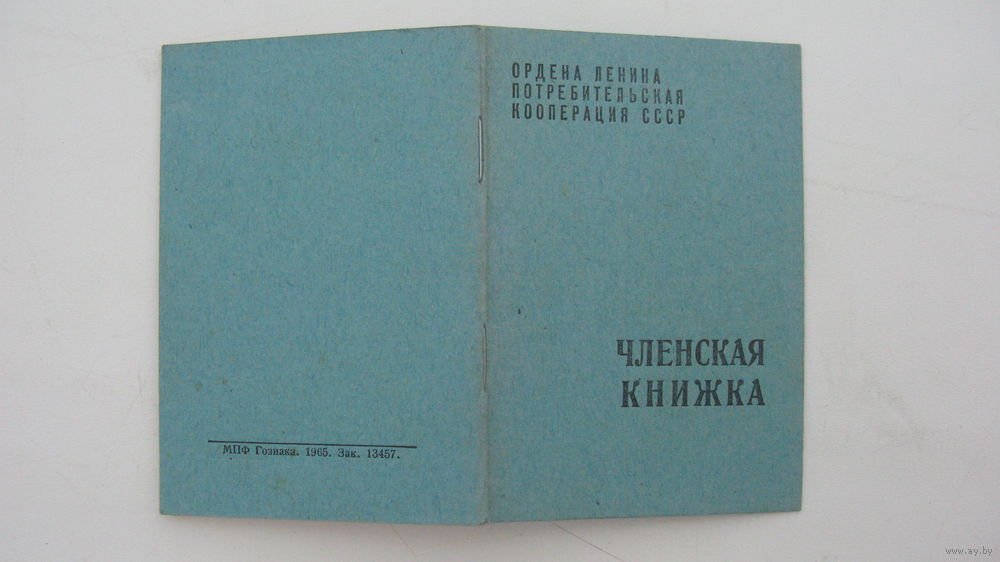 ОРДЕНА ЛЕНИНА
ПОТРЕБИТЕЛЬСКАЯ
КООПЕРАЦИЯ СССР
ЧЛЕНСКАЯ
КНИЖКА
МПФ Гознака. 1965. Зак. 13457.
www.ay.by